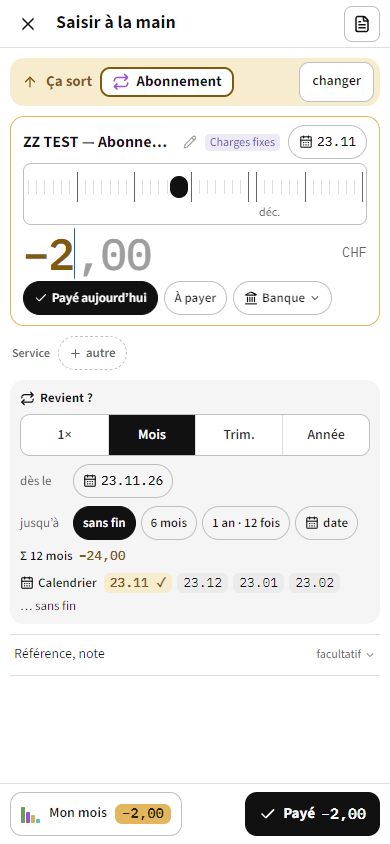 Saisir à la main
Ça sort Abonnement changer
ZZ TEST — Abonne… Charges fixes 23.11
déc.
−2,00 CHF
Payé aujourd'hui À payer Banque
Service + autre
Revient ?
1× Mois Trim. Année
dès le 23.11.26
jusqu'à sans fin 6 mois 1 an · 12 fois date
Σ 12 mois −24,00
Calendrier 23.11 ✓ 23.12 23.01 23.02
… sans fin
Référence, note facultatif
Mon mois −2,00 Payé −2,00